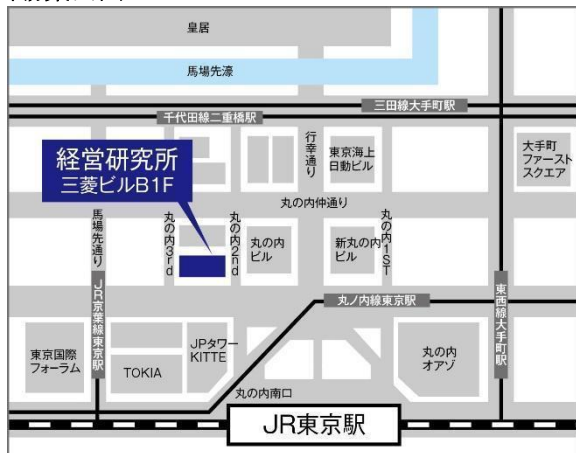 皇居
馬場先濠
三田線大手町駅
千代田線二重橋駅
経営研究所
三菱ビルB1F
行幸通り
東京海上
日動ビル
大手町
ファースト
スクエア
丸の内仲通り
馬場先通り
丸の内3rd
丸の内2nd
丸の内
ビル
新丸の内
ビル
丸の内1ST
JR京葉線東京駅
丸ノ内線東京駅
東西線大手町駅
東京国際
フォーラム
TOKIA
JPタワー
KITTE
丸の内
オアゾ
丸の内南口
JR東京駅